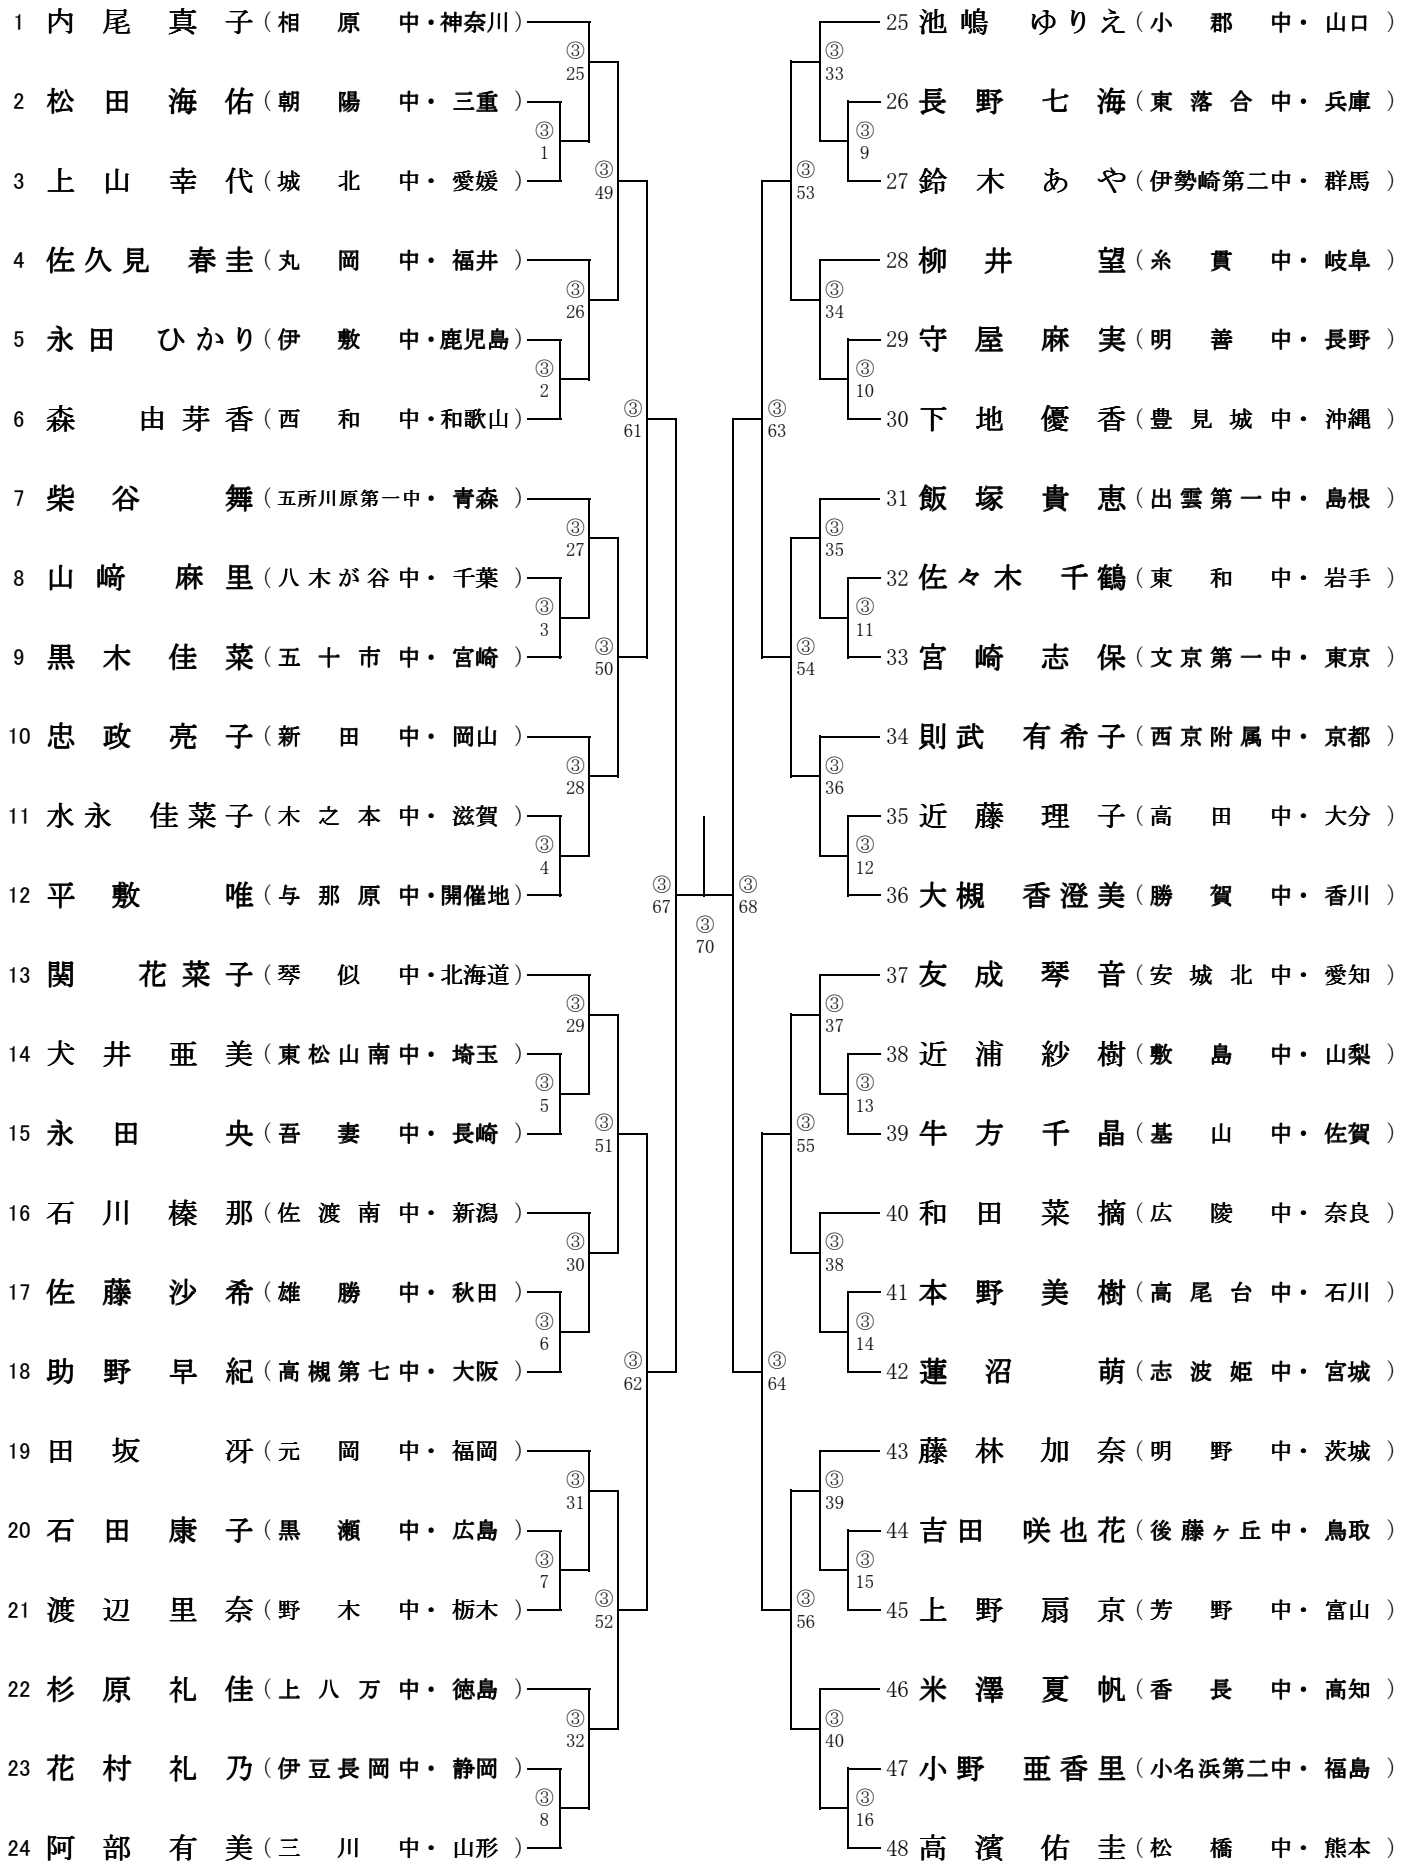 1 内尾真子（相原中・神奈川）
2 松田海佑（朝陽中・三重）
3 上山幸代（城北中・愛媛）
4 佐久見春圭（丸岡中・福井）
5 永田ひかり（伊敷中・鹿児島）
6 森由芽香（西和中・和歌山）
7 柴谷舞（五所川原第一中・青森）
8 山﨑麻里（八木が谷中・千葉）
9 黒木佳菜（五十市中・宮崎）
10 忠政亮子（新田中・岡山）
11 水永佳菜子（木之本中・滋賀）
12 平敷唯（与那原中・開催地）
13 関花菜子（琴似中・北海道）
14 犬井亜美（東松山南中・埼玉）
15 永田央（吾妻中・長崎）
16 石川榛那（佐渡南中・新潟）
17 佐藤沙希（雄勝中・秋田）
18 助野早紀（高槻第七中・大阪）
19 田坂冴（元岡中・福岡）
20 石田康子（黒瀬中・広島）
21 渡辺里奈（野木中・栃木）
22 杉原礼佳（上八万中・徳島）
23 花村礼乃（伊豆長岡中・静岡）
24 阿部有美（三川中・山形）
③ 1
③ 2
③ 3
③ 4
③ 5
③ 6
③ 7
③ 8
③ 25
③ 26
③ 27
③ 28
③ 29
③ 30
③ 31
③ 32
③ 49
③ 50
③ 51
③ 52
③ 61
③ 62
③ 67
③ 70
③ 68
③ 63
③ 64
③ 53
③ 54
③ 55
③ 56
③ 33
③ 34
③ 35
③ 36
③ 37
③ 38
③ 39
③ 40
③ 9
③ 10
③ 11
③ 12
③ 13
③ 14
③ 15
③ 16
25 池嶋ゆりえ（小郡中・山口）
26 長野七海（東落合中・兵庫）
27 鈴木あや（伊勢崎第二中・群馬）
28 柳井望（糸貫中・岐阜）
29 守屋麻実（明善中・長野）
30 下地優香（豊見城中・沖縄）
31 飯塚貴恵（出雲第一中・島根）
32 佐々木千鶴（東和中・岩手）
33 宮崎志保（文京第一中・東京）
34 則武有希子（西京附属中・京都）
35 近藤理子（高田中・大分）
36 大槻香澄美（勝賀中・香川）
37 友成琴音（安城北中・愛知）
38 近浦紗樹（敷島中・山梨）
39 牛方千晶（基山中・佐賀）
40 和田菜摘（広陵中・奈良）
41 本野美樹（高尾台中・石川）
42 蓮沼萌（志波姫中・宮城）
43 藤林加奈（明野中・茨城）
44 吉田咲也花（後藤ヶ丘中・鳥取）
45 上野扇京（芳野中・富山）
46 米澤夏帆（香長中・高知）
47 小野亜香里（小名浜第二中・福島）
48 高濱佑圭（松橋中・熊本）